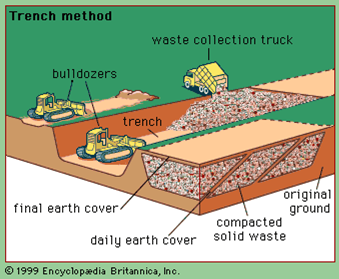 Trench method
waste collection truck
bulldozers
trench
final earth cover
daily earth cover
compacted
solid waste
original
ground
© 1999 Encyclopædia Britannica, Inc.